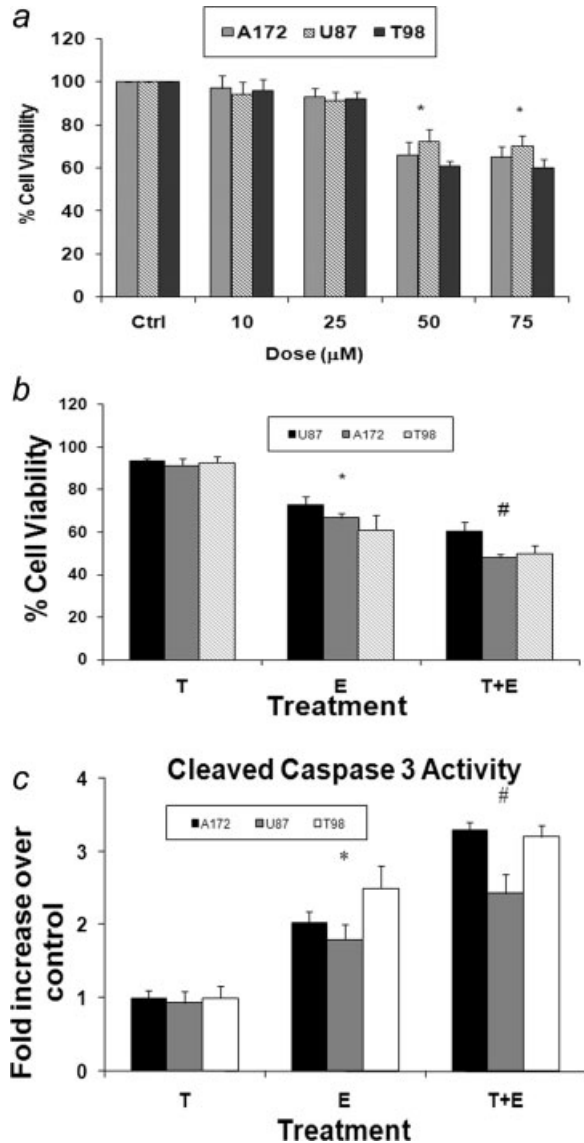 a
A172 U87 T98
120
100
80
60
40
20
0
% Cell Viability
Ctrl 10 25 50 75
* *
Dose (μM)
b
120
100
80
60
40
20
0
% Cell Viability
U87 A172 T98
* #
T E T+E
Treatment
c
Cleaved Caspase 3 Activity
4
3
2
1
0
Fold increase over
control
A172 U87 T98
* #
T E T+E
Treatment